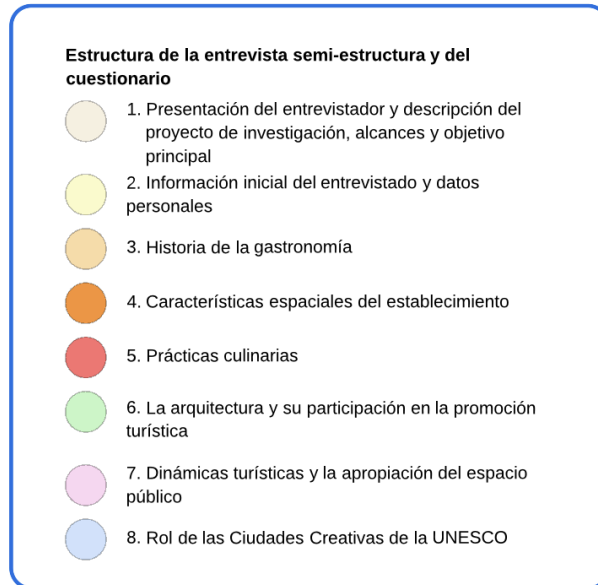 Estructura de la entrevista semi-estructura y del
cuestionario
1. Presentación del entrevistador y descripción del
proyecto de investigación, alcances y objetivo
principal
2. Información inicial del entrevistado y datos
personales
3. Historia de la gastronomía
4. Características espaciales del establecimiento
5. Prácticas culinarias
6. La arquitectura y su participación en la promoción
turística
7. Dinámicas turísticas y la apropiación del espacio
público
8. Rol de las Ciudades Creativas de la UNESCO